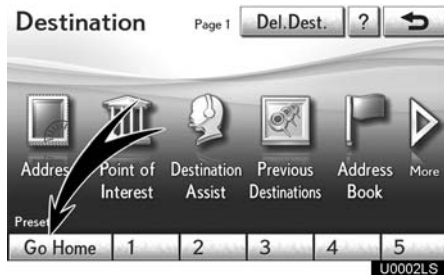 Destination Page 1 Del.Dest. ?
Address Point of Interest Destination Assist Previous Destinations Address Book More
Preset
Go Home 1 2 3 4 5
U0002LS